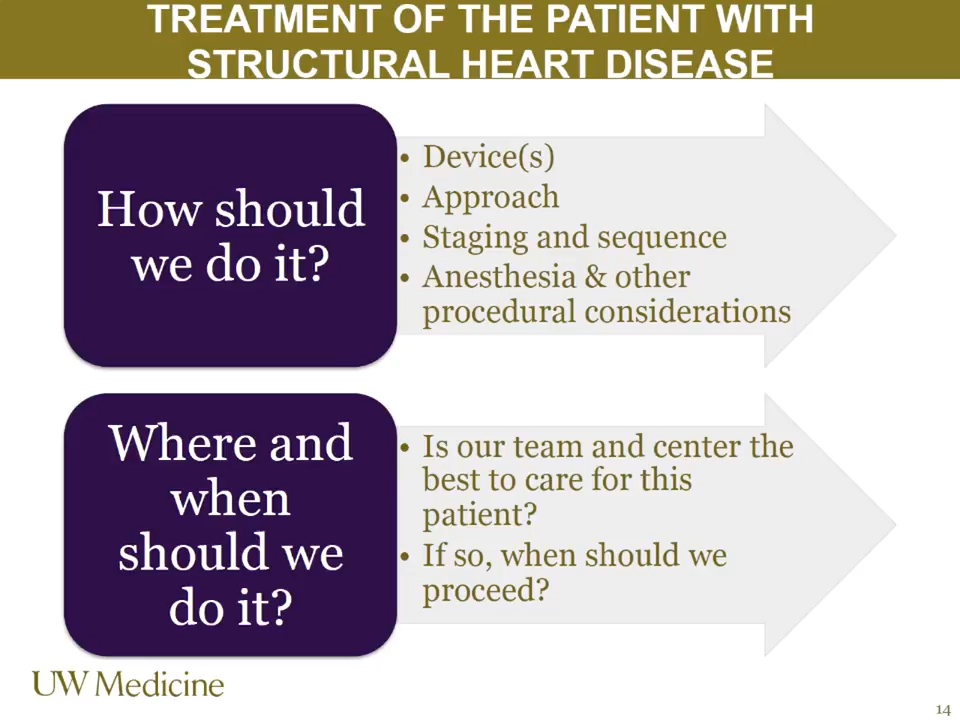 TREATMENT OF THE PATIENT WITH
STRUCTURAL HEART DISEASE
How should
we do it?
• Device(s)
• Approach
• Staging and sequence
• Anesthesia & other
procedural considerations
Where and
when
should we
do it?
• Is our team and center the
best to care for this
patient?
• If so, when should we
proceed?
UW Medicine
14